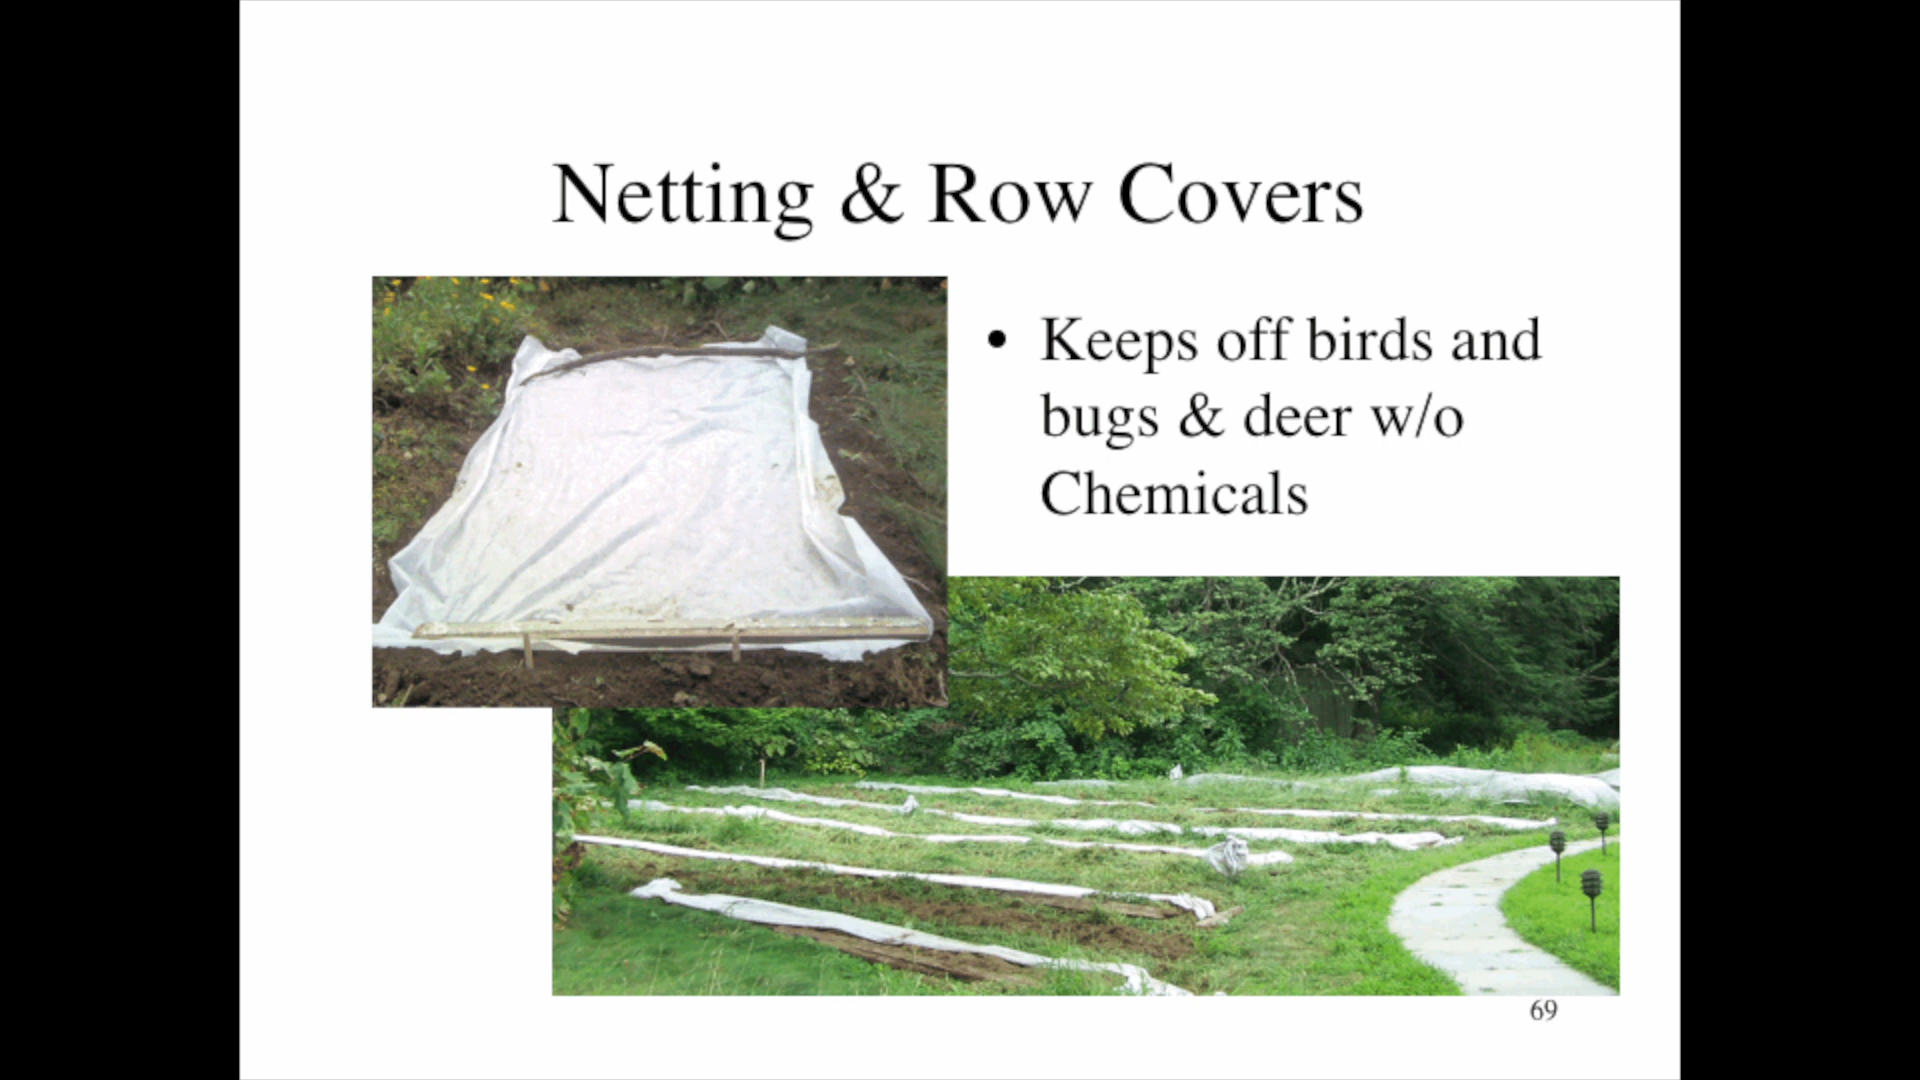 Netting & Row Covers
• Keeps off birds and
bugs & deer w/o
Chemicals
69